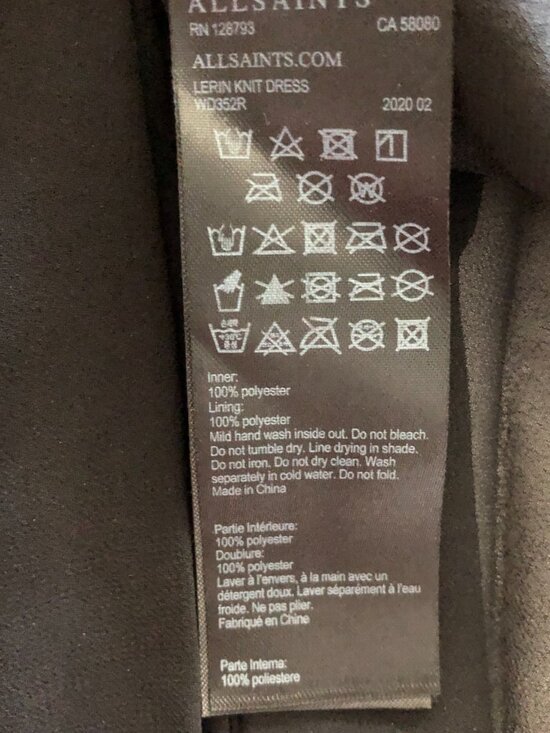 ALLSAINTS
RN 128793 CA 58080
ALLSAINTS.COM
LERIN KNIT DRESS
WD352R 2020 02
W
Inner:
100% polyester
Lining:
100% polyester
Mild hand wash inside out. Do not bleach.
Do not tumble dry. Line drying in shade.
Do not iron. Do not dry clean. Wash
separately in cold water. Do not fold.
Made in China
Partie Intérieure:
100% polyester
Doublure:
100% polyester
Laver à l'envers, à la main avec un
détergent doux. Laver séparément à l'eau
froide. Ne pas plier.
Fabriqué en Chine
Parte Interna:
100% poliestere